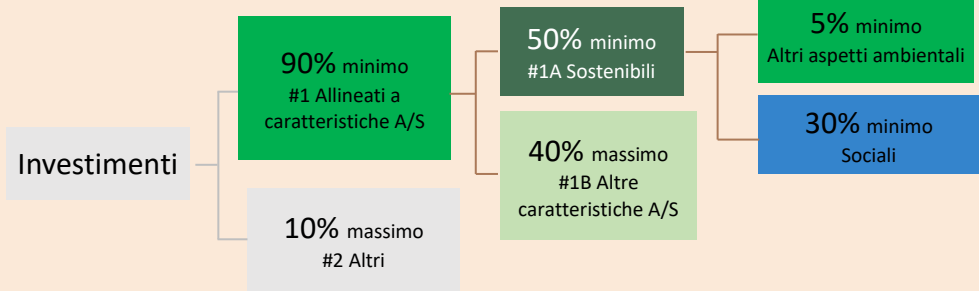 Investimenti
90% minimo
#1 Allineati a
caratteristiche A/S
10% massimo
#2 Altri
50% minimo
#1A Sostenibili
40% massimo
#1B Altre
caratteristiche A/S
5% minimo
Altri aspetti ambientali
30% minimo
Sociali